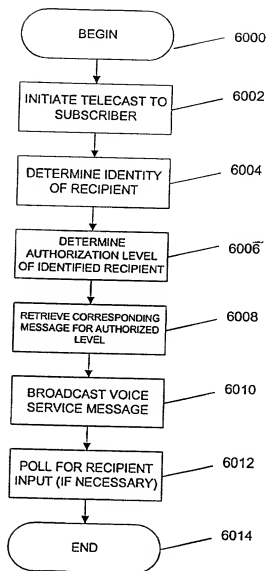 BEGIN
6000
INITIATE TELECAST TO
SUBSCRIBER
6002
DETERMINE IDENTITY
OF RECIPIENT
6004
DETERMINE
AUTHORIZATION LEVEL
OF IDENTIFIED RECIPIENT
6006
RETRIEVE CORRESPONDING
MESSAGE FOR AUTHORIZED
LEVEL
6008
BROADCAST VOICE
SERVICE MESSAGE
6010
POLL FOR RECIPIENT
INPUT (IF NECESSARY)
6012
END
6014